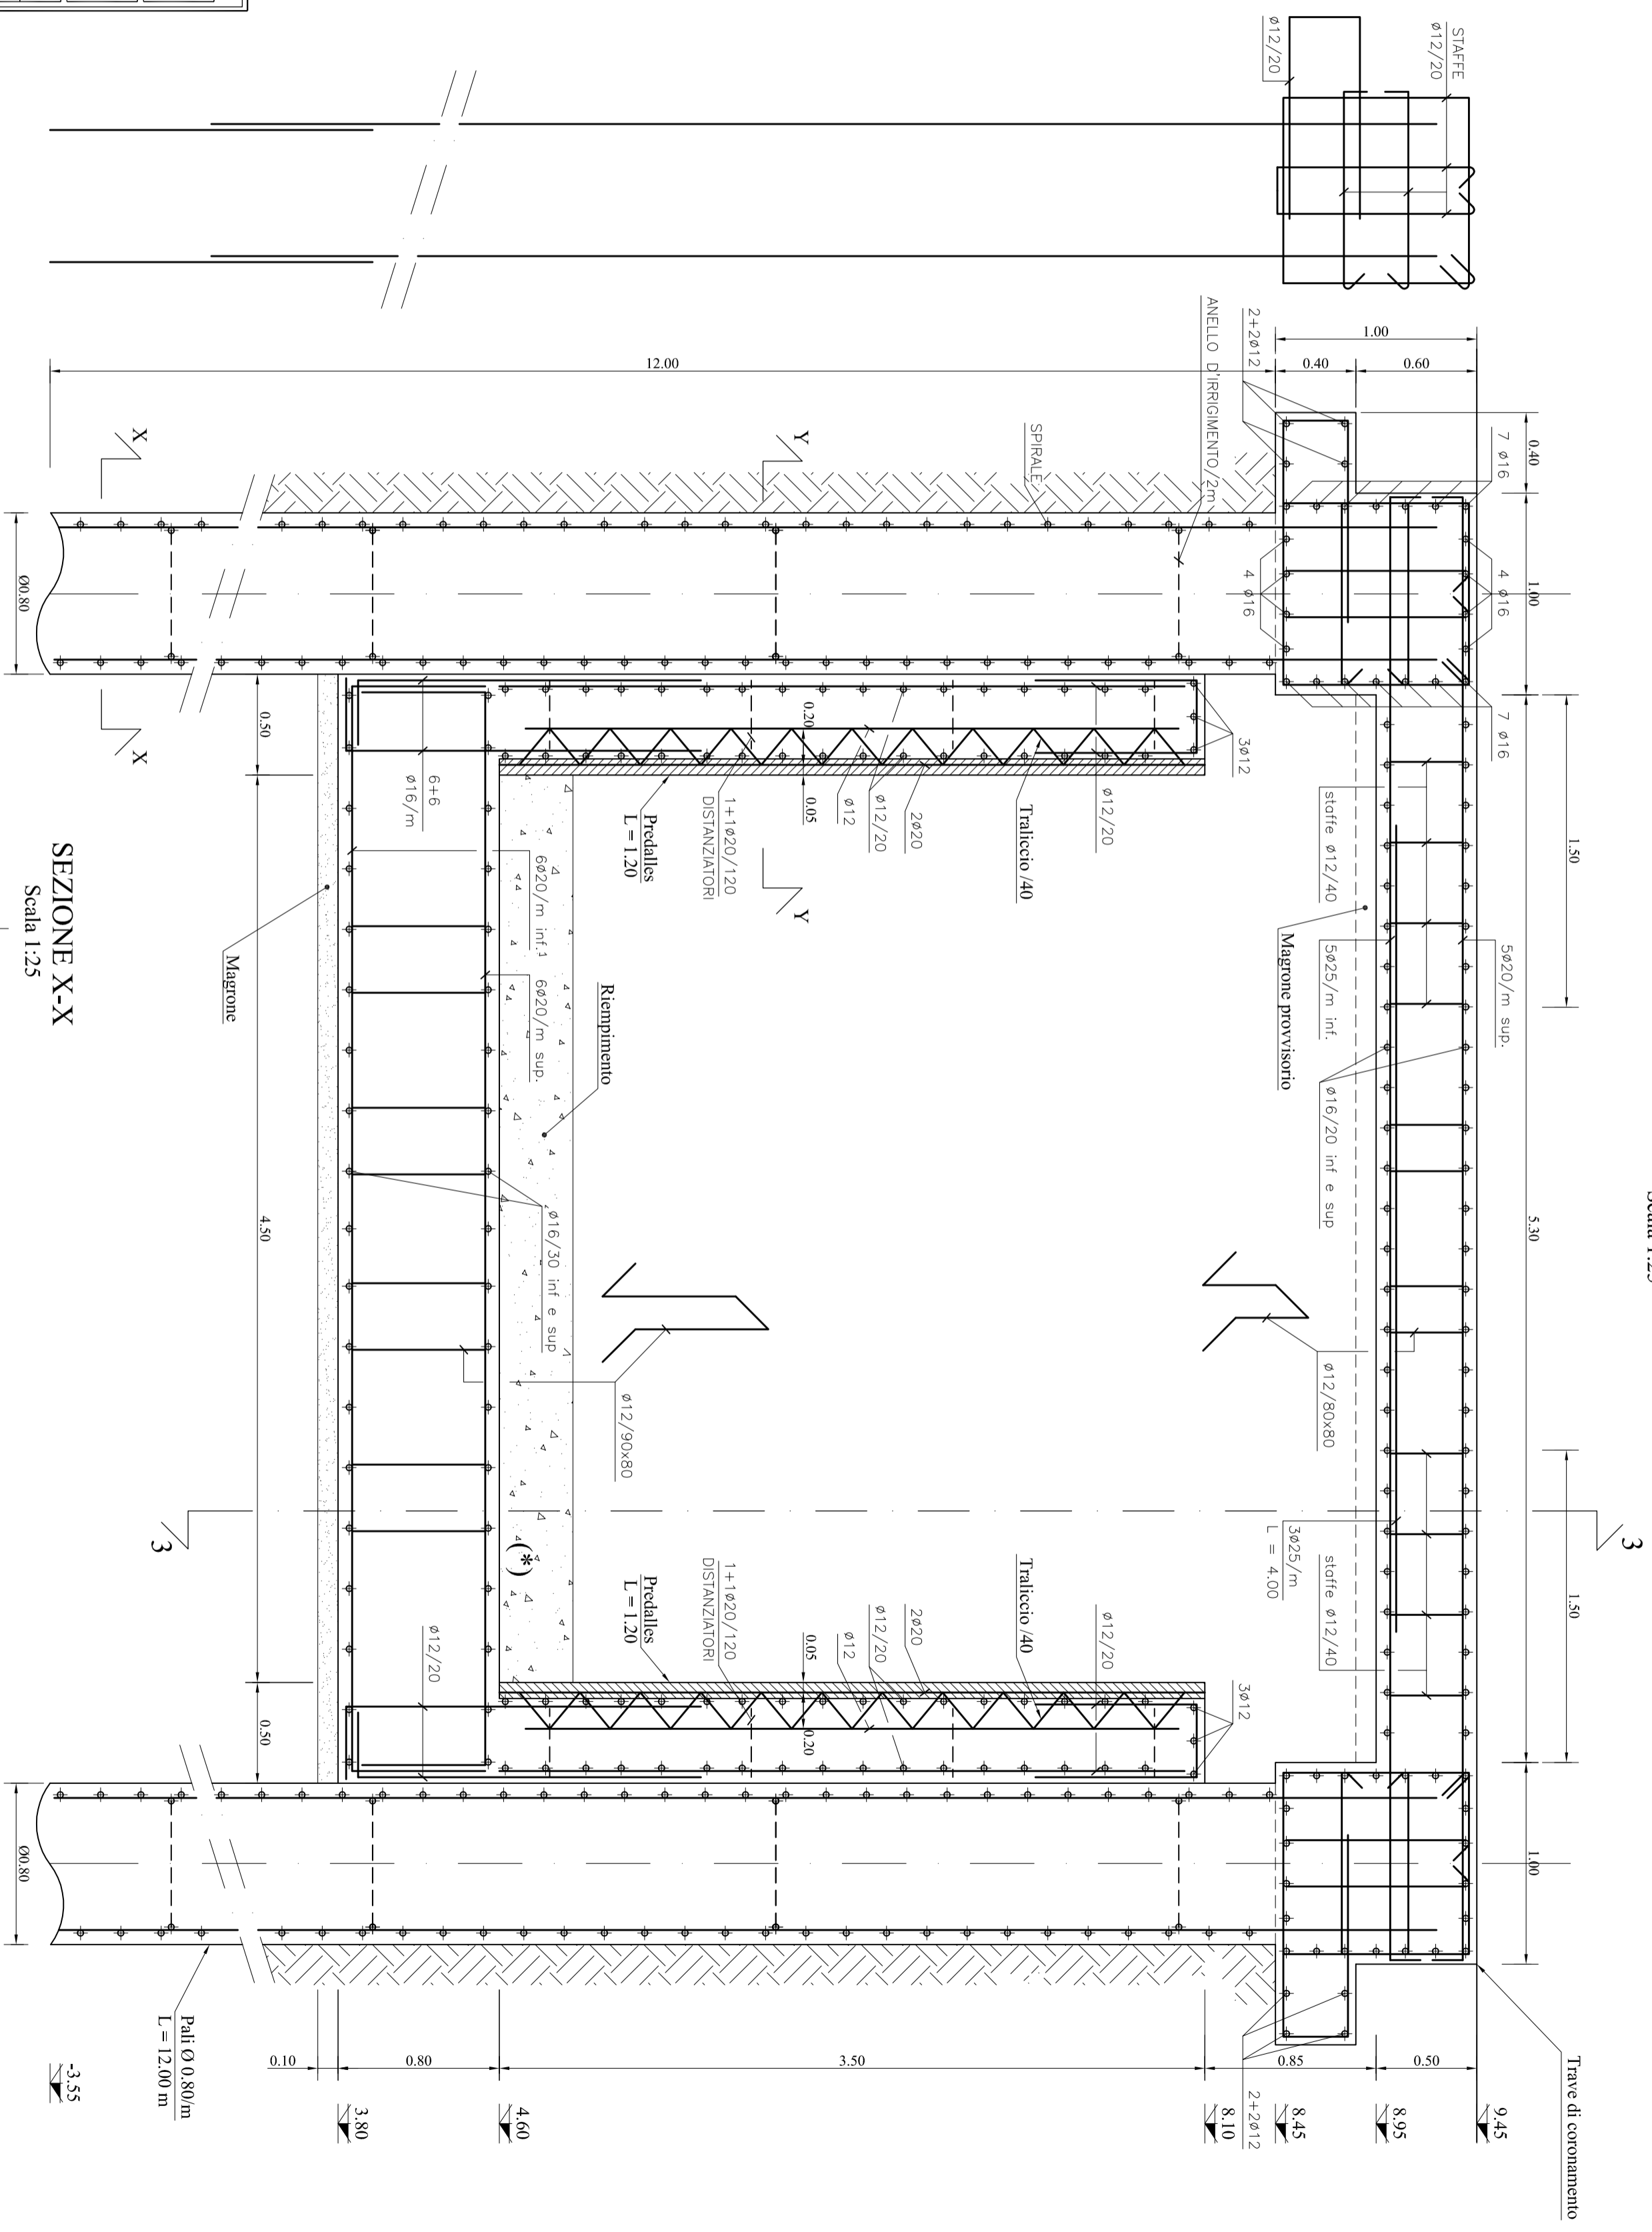 STAFFE
ø12/20
ø12/20
1.00
12.00
0.40
0.60
2+2ø12
ANELLO D'IRRIGIMENTO/2m
SPIRALE
X
Y
0.40
7 ø16
4 ø16
4 ø16
1.00
Ø0.80
X
0.50
6+6
ø16/m
0.20
0.05
3ø12
7 ø16
ø12/20
Traliccio /40
2ø20
ø12/20
ø12
1+1ø20/120
DISTANZIATORI
Predalles
L = 1.20
Y
6ø20/m inf.
6ø20/m sup.
Riempimento
Magrone
SEZIONE X-X
Scala 1:25
staffe ø12/40
1.50
5ø25/m inf.
5ø20/m sup.
Magrone provvisorio
ø16/20 inf e sup
Scala 1:25
5.30
4.50
ø16/30 inf e sup
ø12/80x80
ø12/90x80
3
3
(*)
3ø25/m
L = 4.00
staffe ø12/40
1.50
Predalles
L = 1.20
1+1ø20/120
DISTANZIATORI
0.05
0.20
ø12
ø12/20
2ø20
Traliccio /40
ø12/20
3ø12
ø12/20
0.50
Ø0.80
1.00
Pali Ø 0.80/m
L = 12.00 m
0.10
0.80
3.50
0.85
0.50
2+2ø12
Trave di coronamento
-3.55
3.80
4.60
8.10
8.45
8.95
9.45